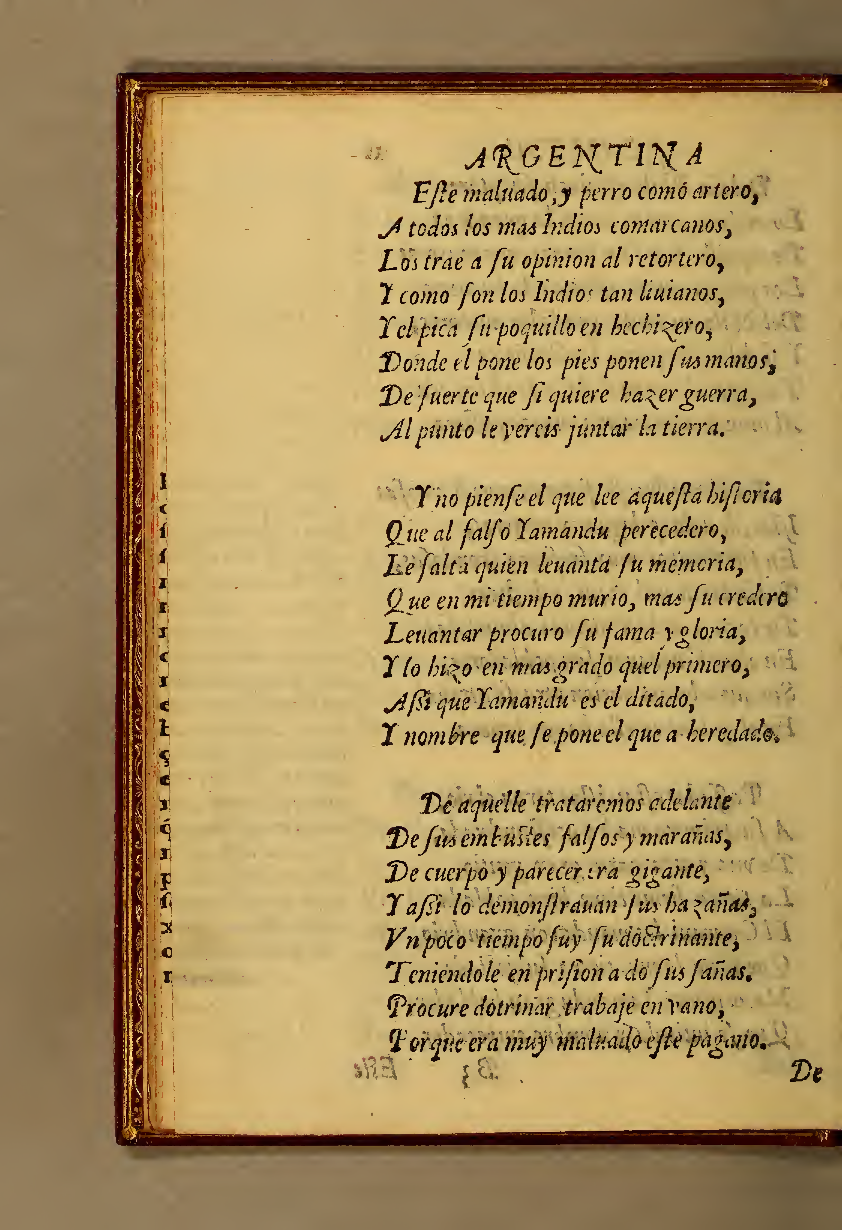 ARGENTINA
Eſte maluado, y perro comó artero,
A todos los mas Indios comarcanos,
Los trae a ſu opinion al retortero,
Y como ſon los Indios tan liuianos,
Y el pica ſu poquillo en hechizero,
Donde el pone los pies ponen ſus manos,
De ſuerte que ſi quiere hazer guerra,
Al punto le vereis juntar la tierra.
Y no pienſe el que lee aqueſta hiſtoria
Que al falſo Yamandu perecedero,
Le falta quien leuanta ſu memoria,
Que en mi tiempo murio, mas ſu eredero
Leuantar procuro ſu fama y gloria,
Y lo hizo en mas grado quel primero,
Aſſi que Yamandu es el ditado,
Y nombre que ſe pone el que a heredado.
De aquelle trataremos adelante
De ſus embuſtes falſos y marañas,
De cuerpo y parecer era gigante,
Y aſſi lo demonſtrauan ſus hazañas,
Vn poco tiempo fuy ſu doctrinante,
Teniendole en priſion a do ſus ſañas.
Procure dotrinar trabaje en vano,
Porque era muy maluado eſte pagano.
De